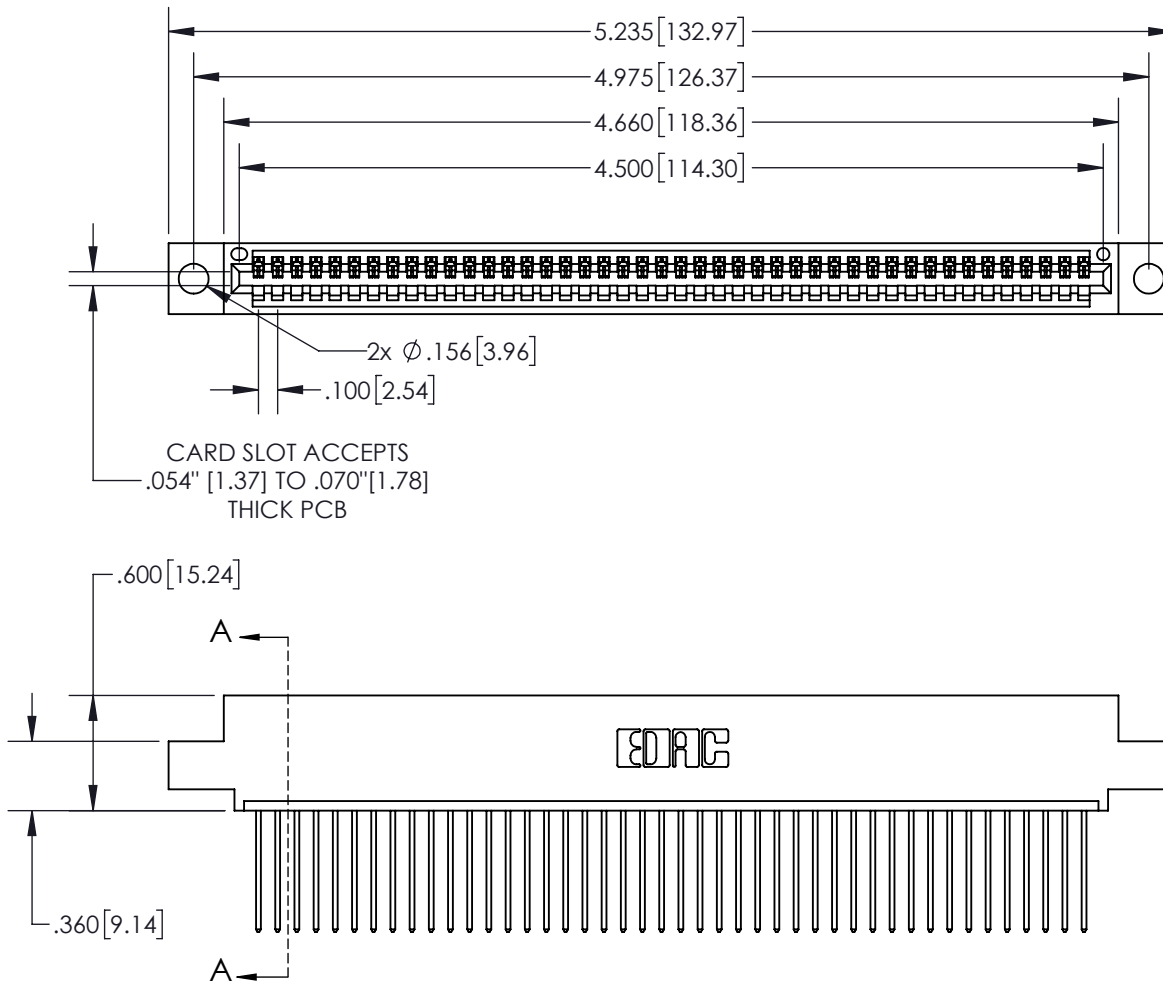 5.235[132.97]
4.975[126.37]
4.660[118.36]
4.500[114.30]
2x ∅.156[3.96]
.100[2.54]
CARD SLOT ACCEPTS
.054" [1.37] TO .070"[1.78]
THICK PCB
.600[15.24]
A
EDAC
.360[9.14]
A